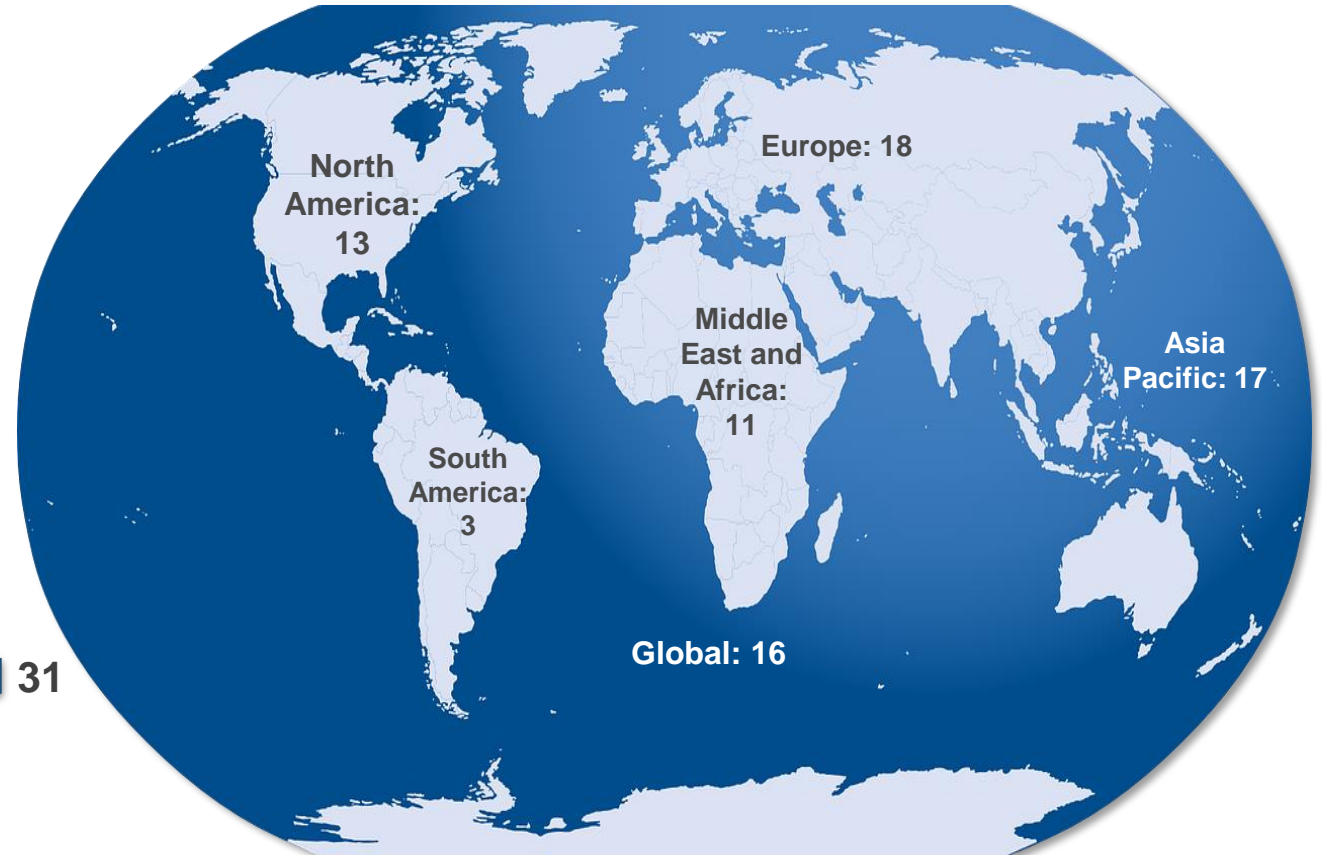 North
America:
13
Europe: 18
Middle
East and
Africa:
11
Asia
Pacific: 17
South
America:
3
Global: 16
31